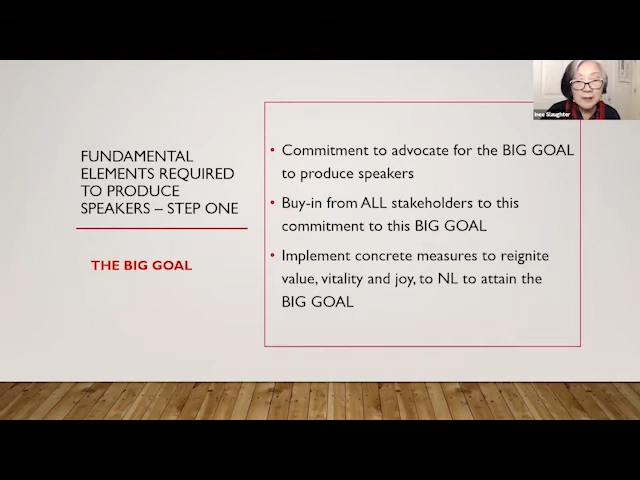 Inee Slaughter
FUNDAMENTAL
ELEMENTS REQUIRED
TO PRODUCE
SPEAKERS – STEP ONE
THE BIG GOAL
• Commitment to advocate for the BIG GOAL
to produce speakers
• Buy-in from ALL stakeholders to this
commitment to this BIG GOAL
• Implement concrete measures to reignite
value, vitality and joy, to NL to attain the
BIG GOAL